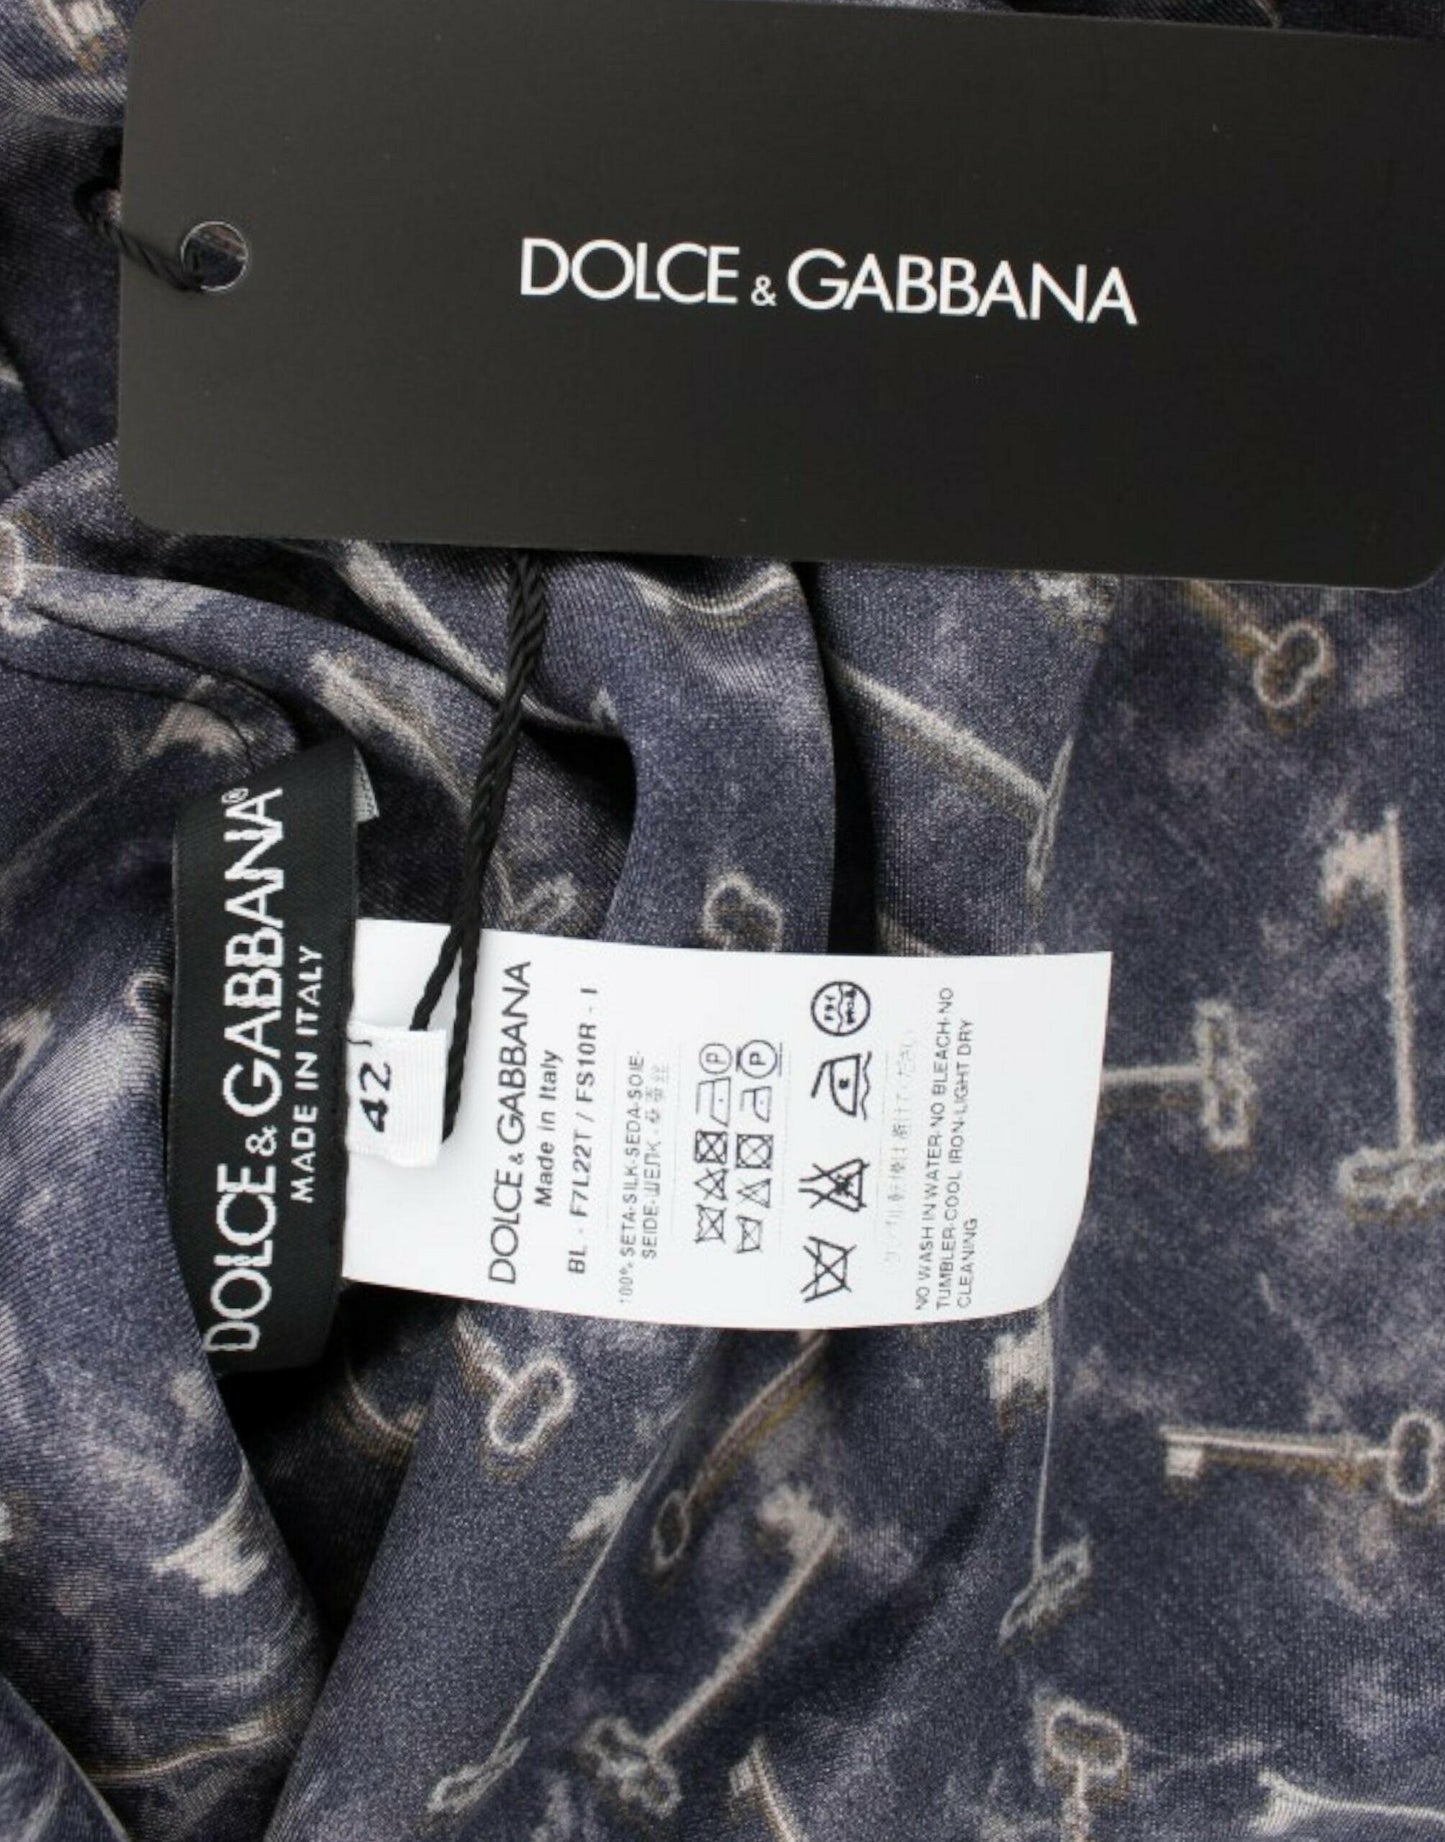 DOLCE & GABBANA
DOLCE & GABBANA®
MADE IN ITALY
42
DOLCE & GABBANA
Made in Italy
BL - F7L22T / FS10R - I
100% SETA-SILK-SEDA-SOIE-
SEIDE-ШЕЛК-
P
P
NO WASH IN WATER-NO BLEACH-NO
TUMBLER-COOL IRON-LIGHT DRY
CLEANING